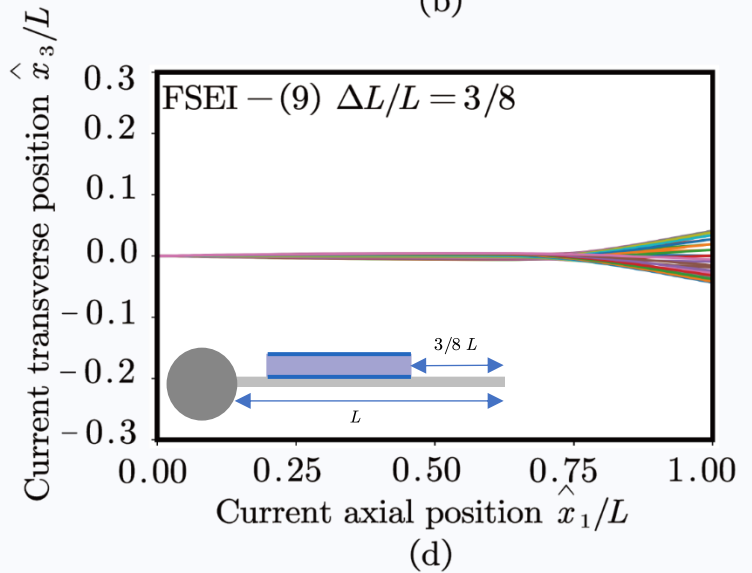 (b)
Current transverse position x̂₃/L
0.3
FSEI − (9) ΔL/L = 3/8
0.2
0.1
0.0
−0.1
−0.2
−0.3
3/8 L
L
0.00 0.25 0.50 0.75 1.00
Current axial position x̂₁/L
(d)